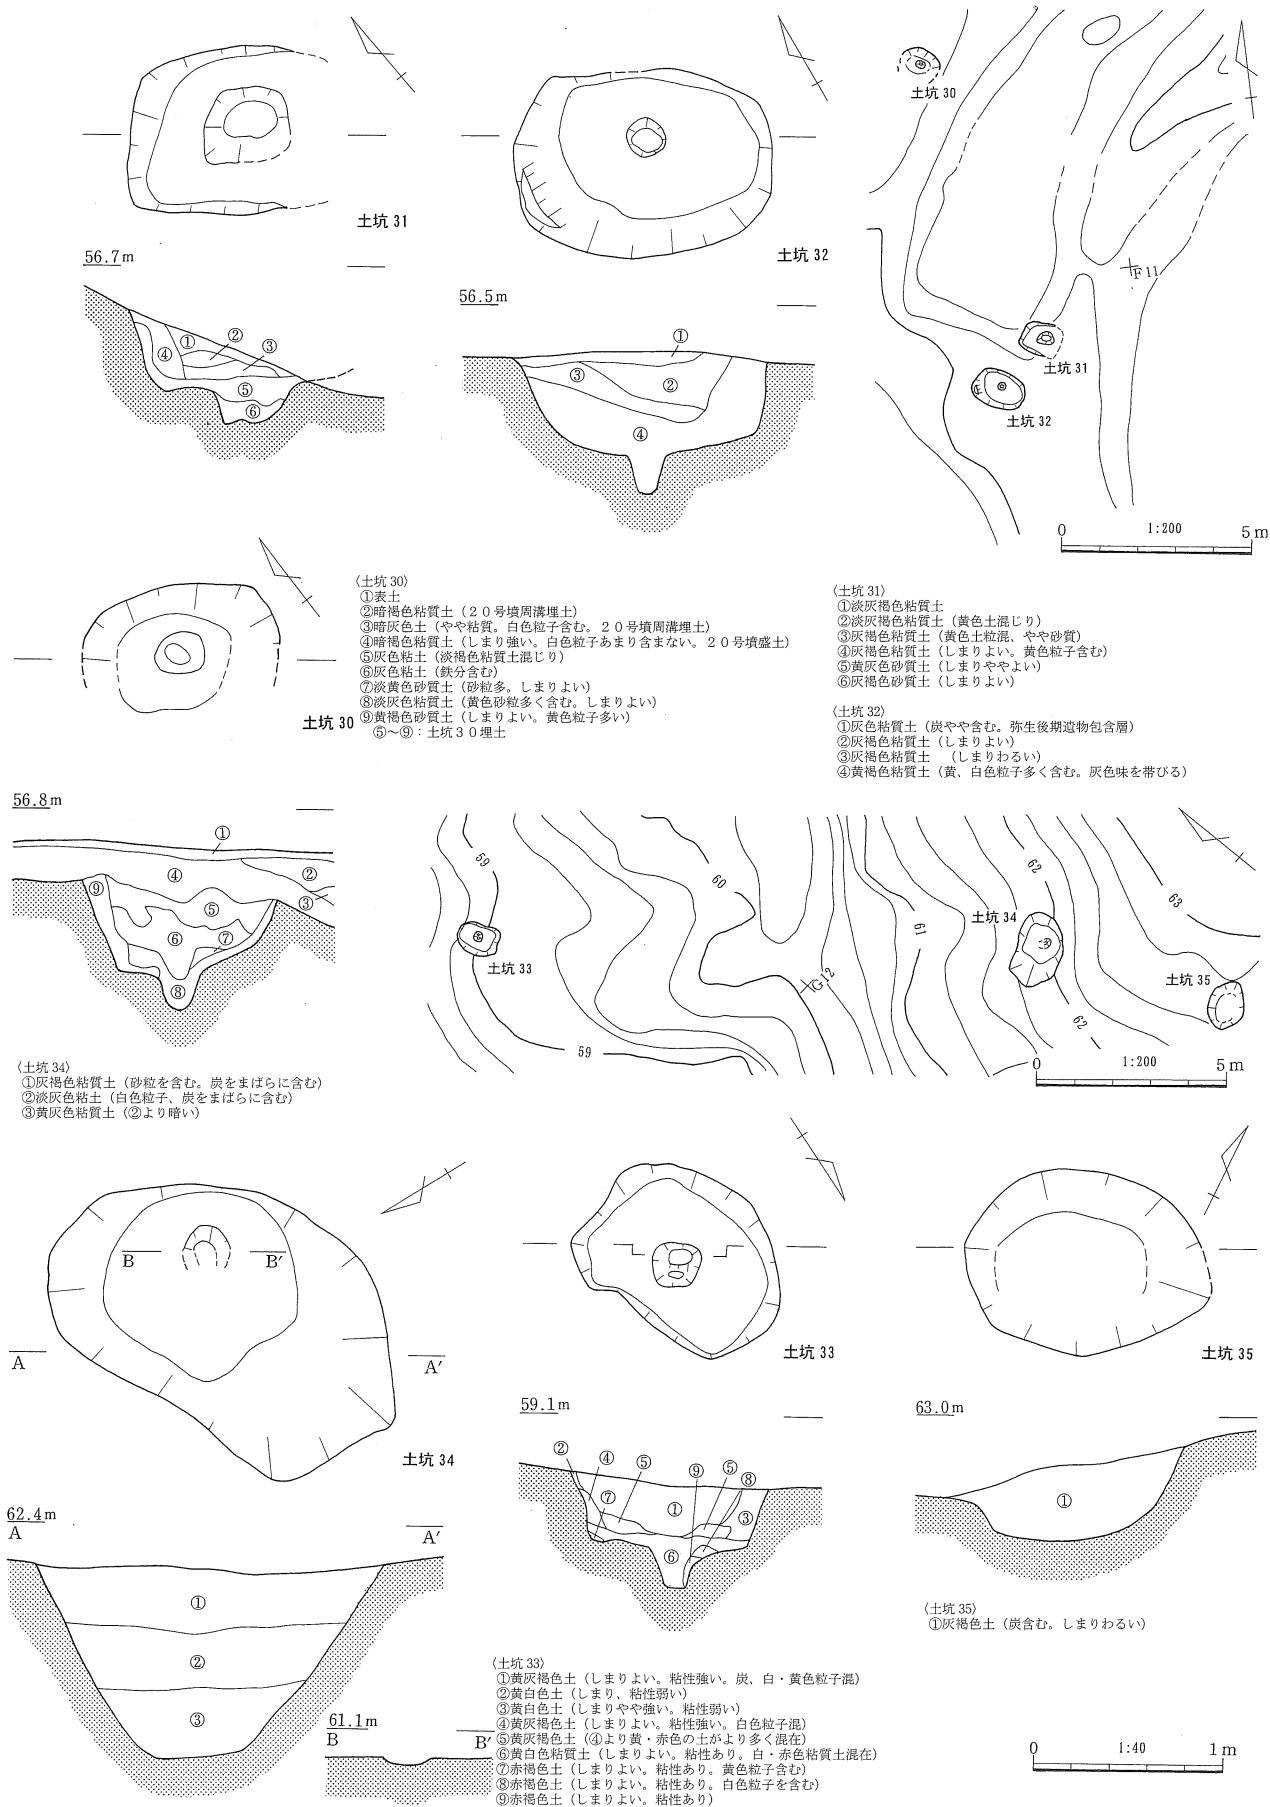 土坑 31
56.7m
①
②
③
④
⑤
⑥
土坑 32
56.5m
①
②
③
④
土坑 30
F11
土坑 31
土坑 32
0 1:200 5m
土坑 30
〈土坑 30〉
①表土
②暗褐色粘質土（２０号墳周溝埋土）
③暗灰色土（やや粘質。白色粒子含む。２０号墳周溝埋土）
④暗褐色粘質土（しまり強い。白色粒子あまり含まない。２０号墳盛土）
⑤灰色粘土（淡褐色粘質土混じり）
⑥灰色粘土（鉄分含む）
⑦淡黄色砂質土（砂粒多。しまりよい）
⑧淡灰色粘質土（黄色砂粒多く含む。しまりよい）
⑨黄褐色砂質土（しまりよい。黄色粒子多い）
⑤〜⑨：土坑３０埋土
〈土坑 31〉
①淡灰褐色粘質土
②淡灰褐色粘質土（黄色土混じり）
③灰褐色粘質土（黄色土粒混、やや砂質）
④灰褐色粘質土（しまりよい。黄色粒子含む）
⑤黄灰色砂質土（しまりややよい）
⑥灰褐色砂質土（しまりよい）
〈土坑 32〉
①灰色粘質土（炭やや含む。弥生後期遺物包含層）
②灰褐色粘質土（しまりよい）
③灰褐色粘質土　（しまりわるい）
④黄褐色粘質土（黄、白色粒子多く含む。灰色味を帯びる）
56.8m
①
②
③
④
⑤
⑥
⑦
⑧
⑨
59
60
61
62
63
土坑 33
土坑 34
土坑 35
G12
59
62
0 1:200 5m
〈土坑 34〉
①灰褐色粘質土（砂粒を含む。炭をまばらに含む）
②淡灰色粘土（白色粒子、炭をまばらに含む）
③黄灰色粘質土（②より暗い）
B B′
A A′
土坑 34
62.4m
A A′
①
②
③
61.1m
B B′
土坑 33
59.1m
② ④ ⑤ ⑨ ⑤ ⑧
⑦ ① ③
⑥
土坑 35
63.0m
①
〈土坑 35〉
①灰褐色土（炭含む。しまりわるい）
〈土坑 33〉
①黄灰褐色土（しまりよい。粘性強い。炭、白・黄色粒子混）
②黄白色土（しまり、粘性弱い）
③黄白色土（しまりやや強い。粘性弱い）
④黄灰褐色土（しまりよい。粘性強い。白色粒子混）
⑤黄灰褐色土（④より黄・赤色の土がより多く混在）
⑥黄白色粘質土（しまりよい。粘性あり。白・赤色粘質土混在）
⑦赤褐色土（しまりよい。粘性あり。黄色粒子含む）
⑧赤褐色土（しまりよい。粘性あり。白色粒子を含む）
⑨赤褐色土（しまりよい。粘性あり）
0 1:40 1m